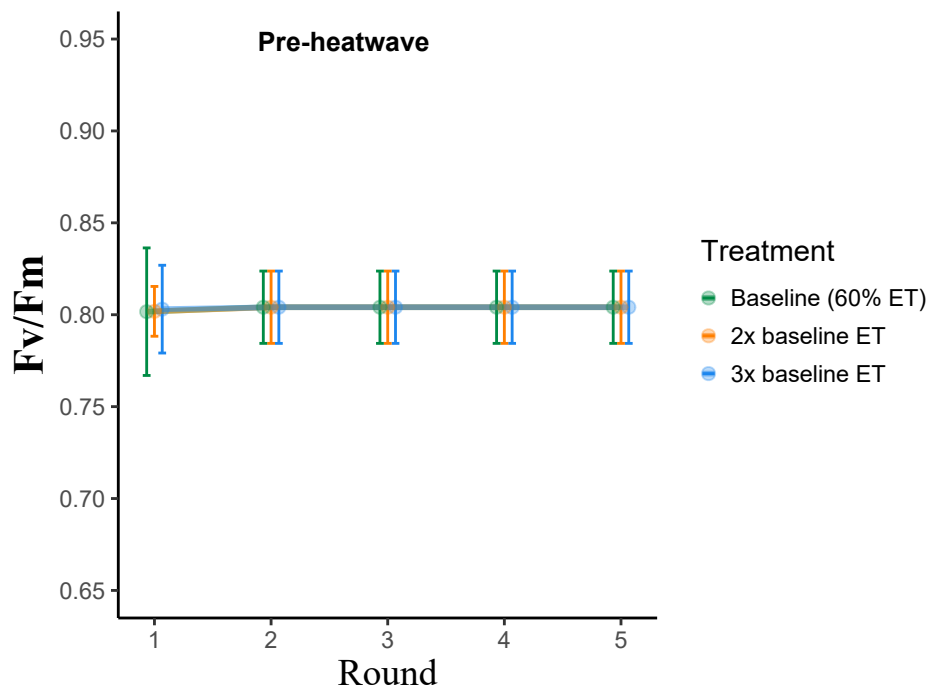 Pre-heatwave
0.95
0.90
0.85
0.80
0.75
0.70
0.65
Fv/Fm
1 2 3 4 5
Round
Treatment
Baseline (60% ET)
2x baseline ET
3x baseline ET